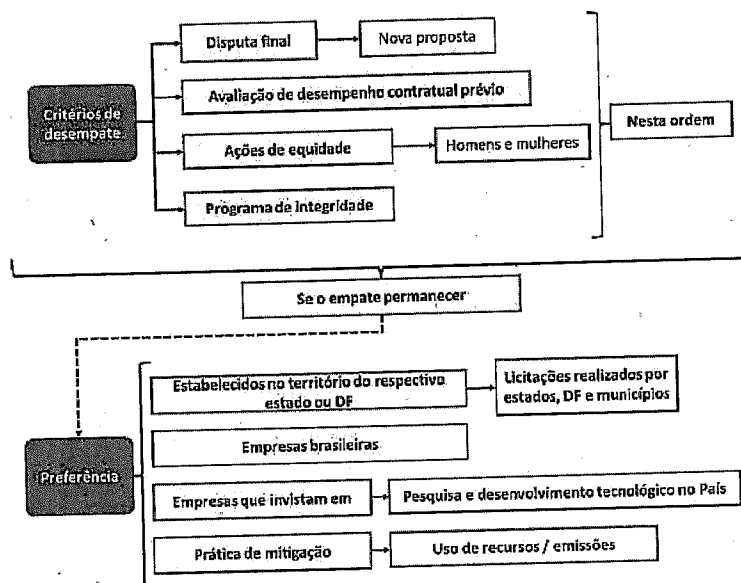 Disputa final
Nova proposta
Avaliação de desempenho contratual prévio
Critérios de
desempate
Nesta ordem
Ações de equidade
Homens e mulheres
Programa de integridade
Se o empate permanecer
Estabelecidos no território do respectivo
estado ou DF
Licitações realizados por
estados, DF e municípios
Empresas brasileiras
Preferência
Empresas que invistam em
Pesquisa e desenvolvimento tecnológico no País
Prática de mitigação
Uso de recursos / emissões